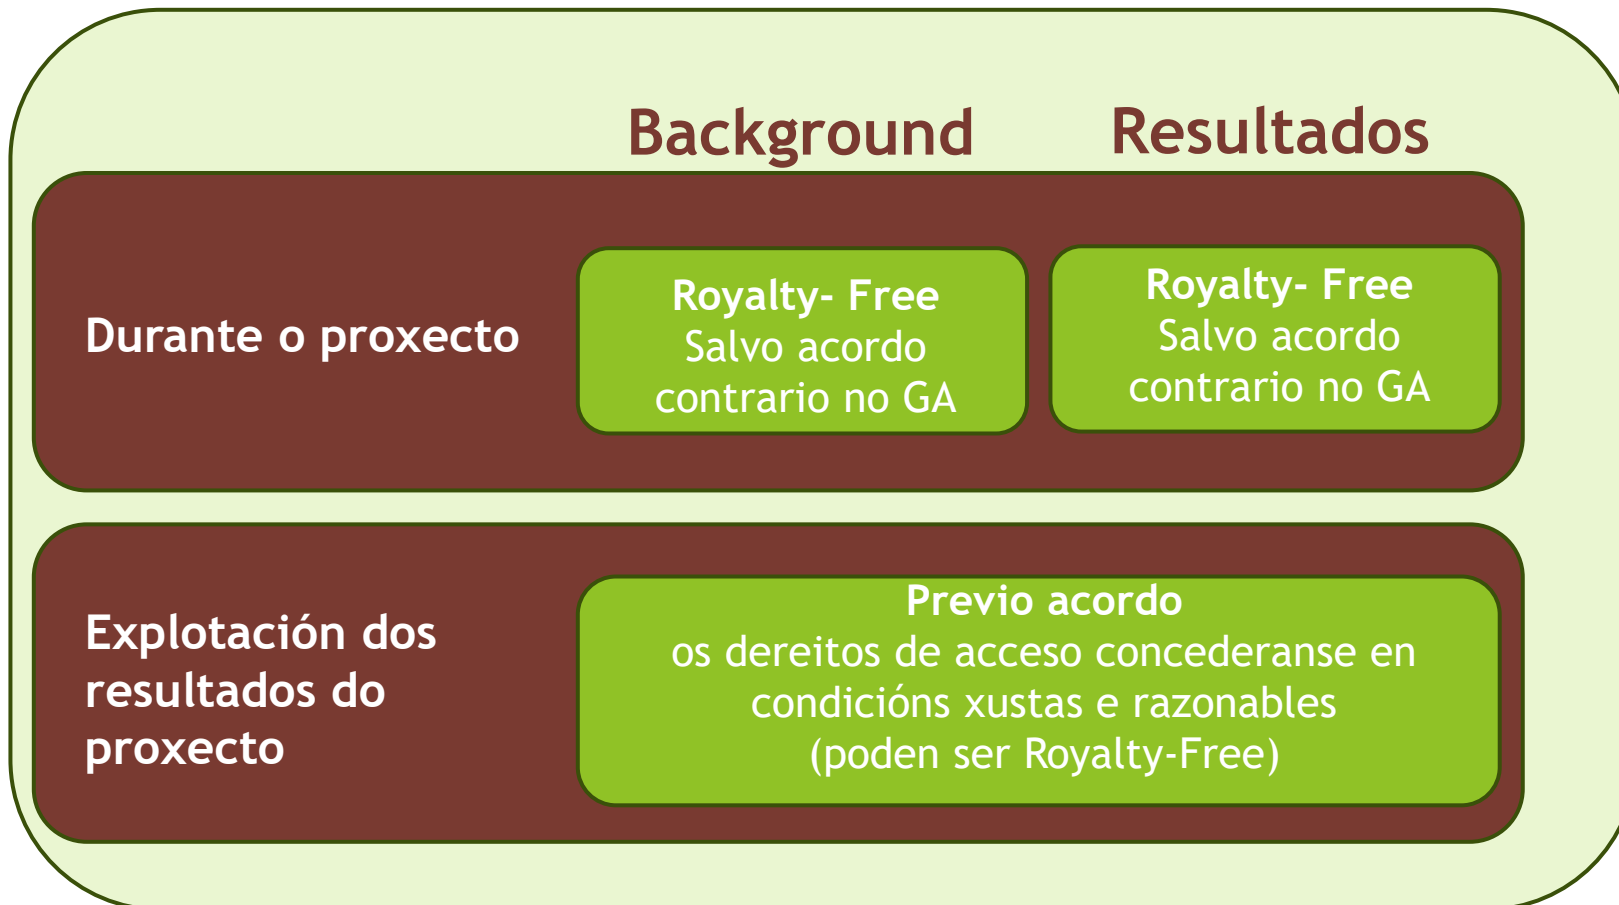 Background
Resultados
Durante o proxecto
Royalty- Free
Salvo acordo
contrario no GA
Royalty- Free
Salvo acordo
contrario no GA
Explotación dos
resultados do
proxecto
Previo acordo
os dereitos de acceso concederanse en
condicións xustas e razonables
(poden ser Royalty-Free)